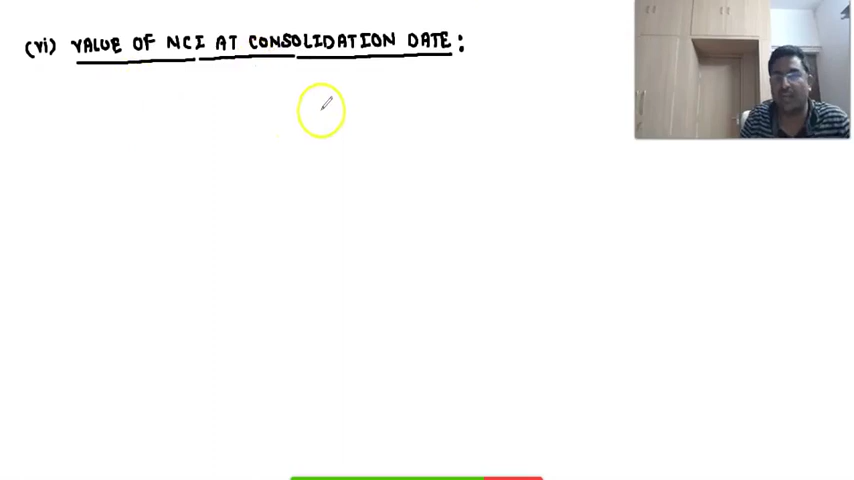 (vi) VALUE OF NCI AT CONSOLIDATION DATE :